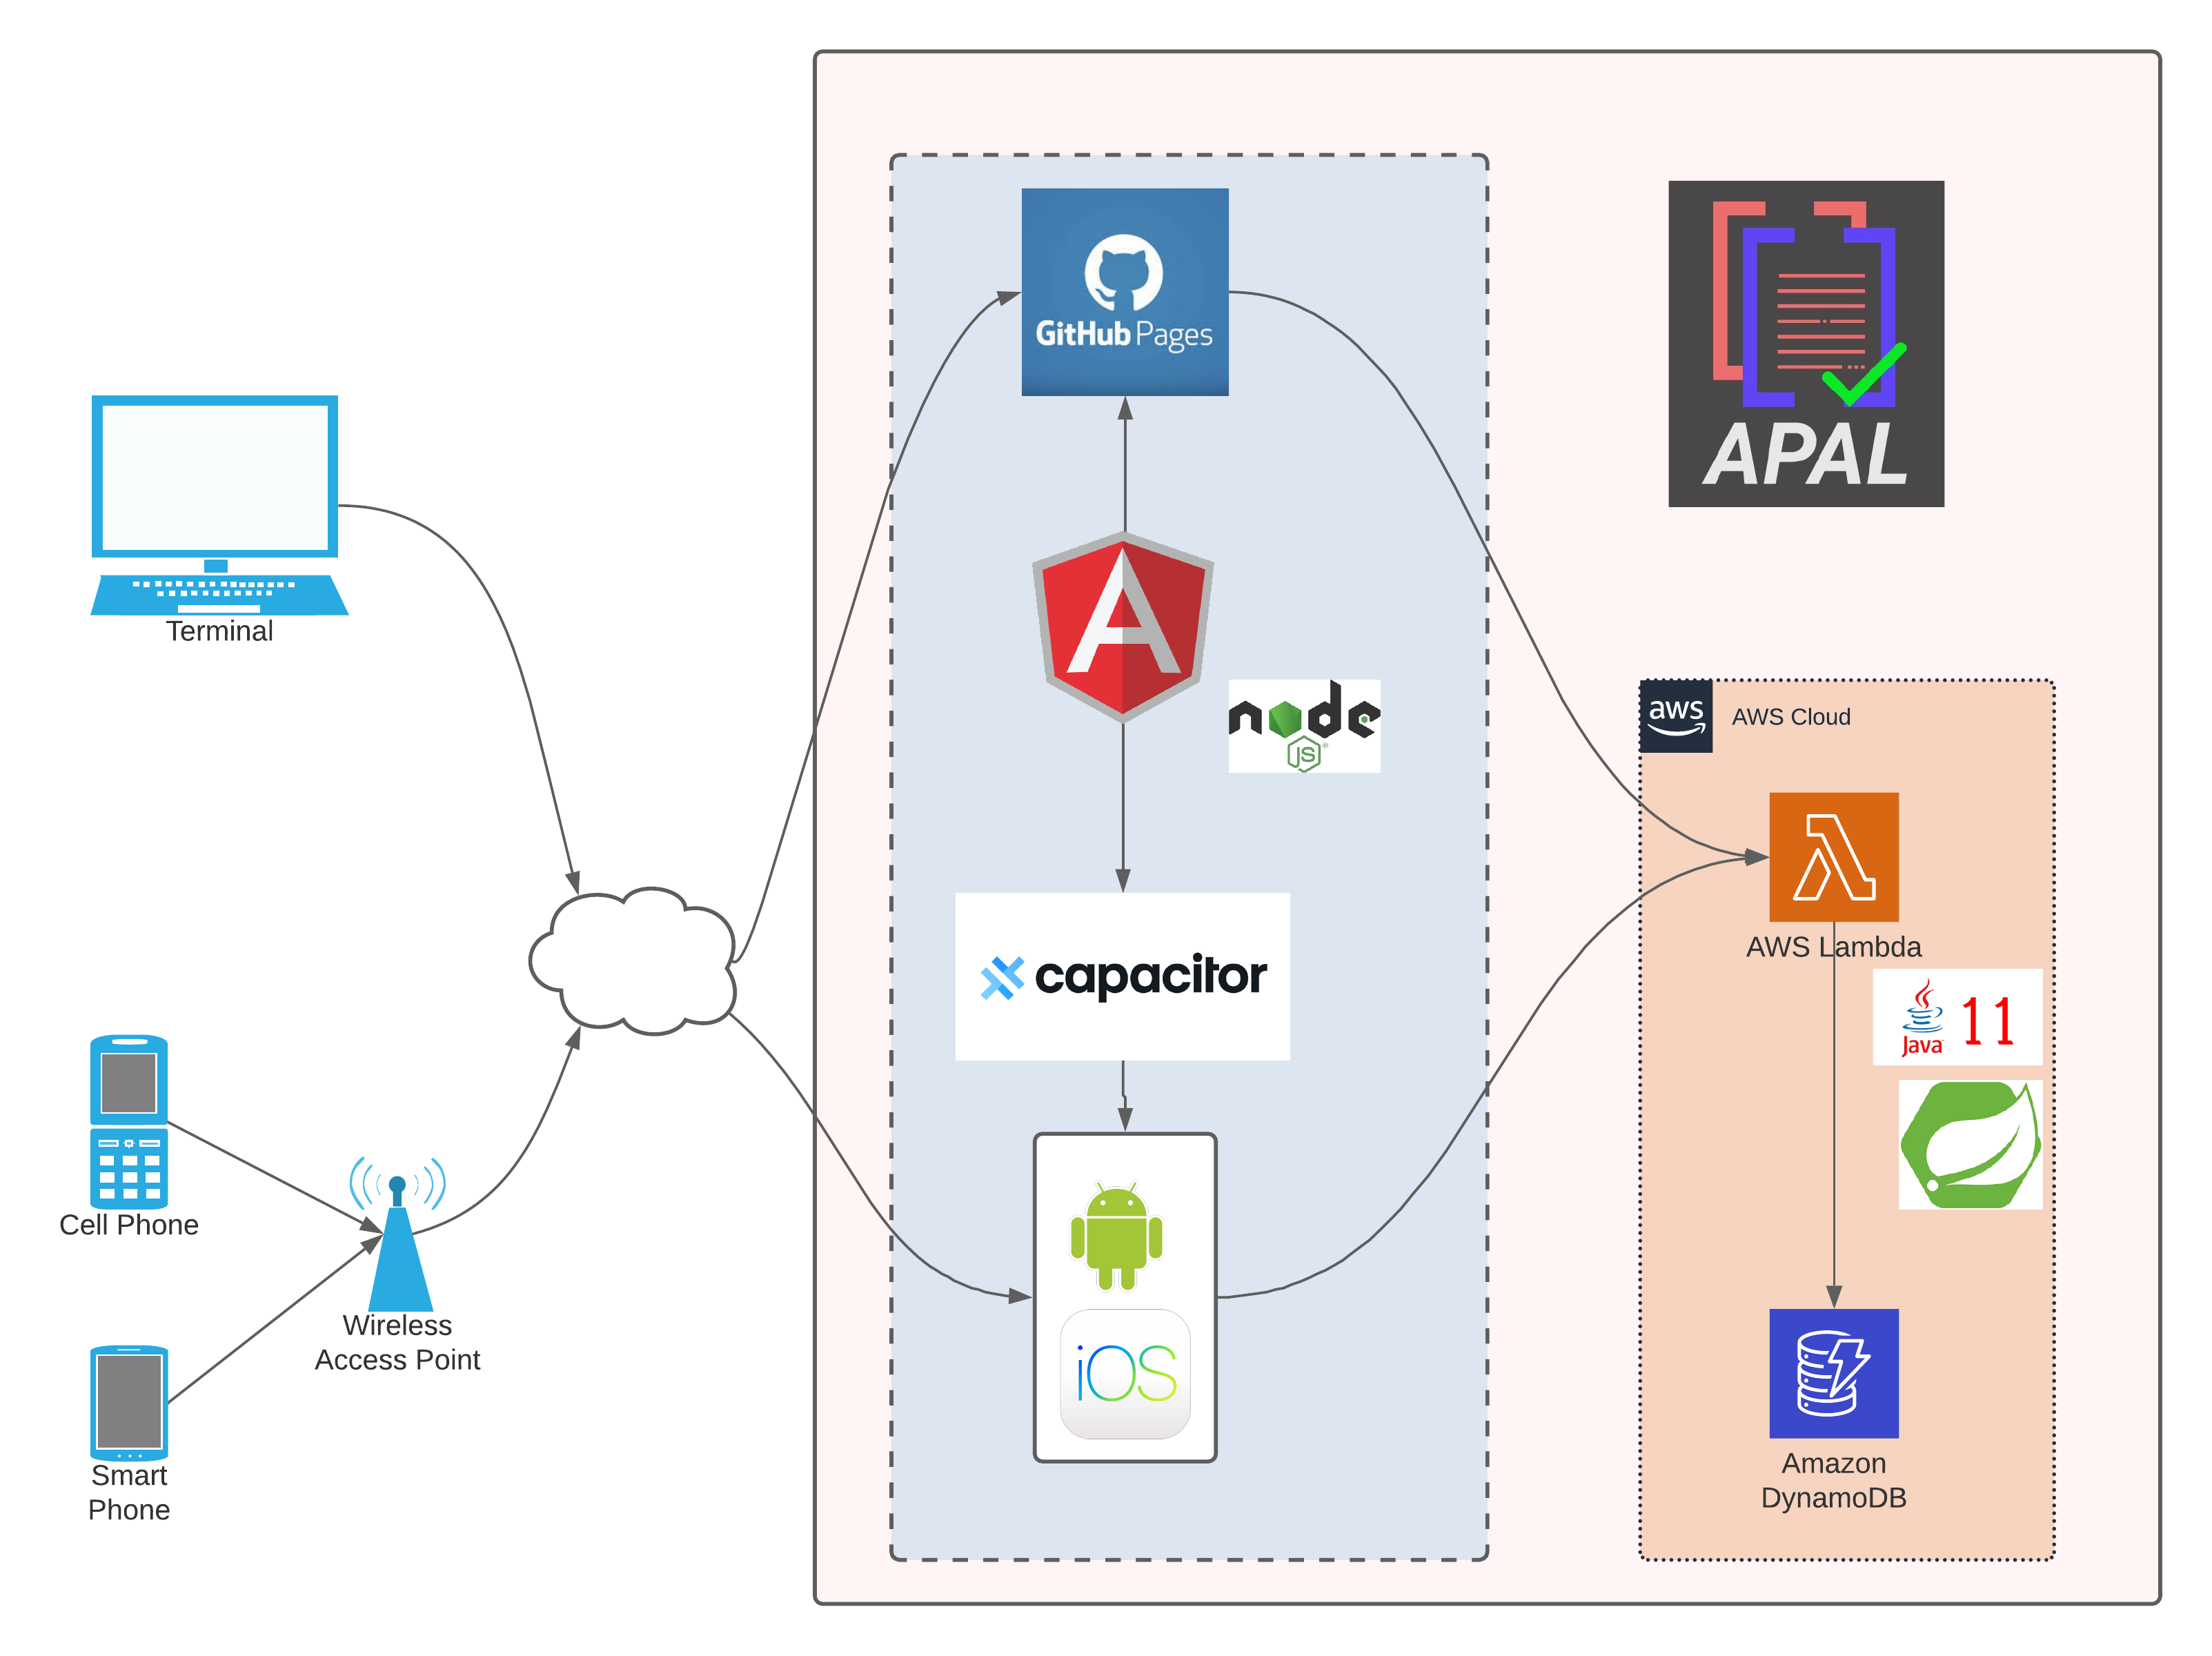 GitHub Pages
APAL
Terminal
node
JS
®
aws
AWS Cloud
AWS Lambda
capacitor
Java 11
Cell Phone
Wireless
Access Point
iOS
Smart
Phone
Amazon
DynamoDB